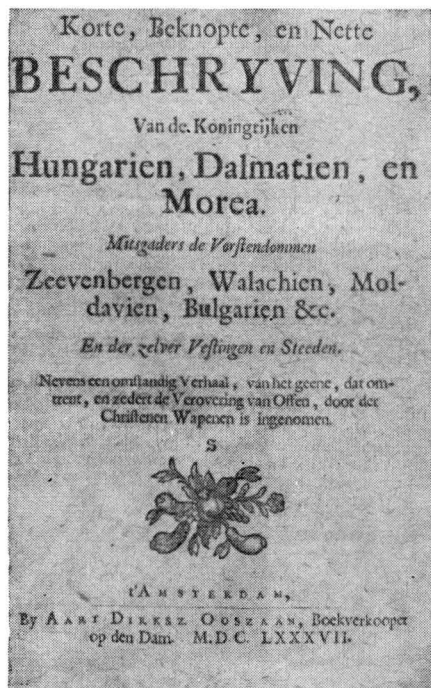 Korte, Beknopte, en Nette
BESCHRYVING,
Van de Koningrijken
Hungarien, Dalmatien, en
Morea.
Mitsgaders de Vorstendommen
Zeevenbergen, Walachien, Mol-
davien, Bulgarien &c.
En der zelver Vestingen en Steeden.
Nevens een omstandig Verhaal, van het geene, dat om-
trent, en zedert de Verovering van Offen, door der
Christenen Wapenen is ingenomen.
S
t'AMSTERDAM,
By AART DIRKSZ OOSZAAN, Boekverkooper
op den Dam. M.D.C. LXXXVII.